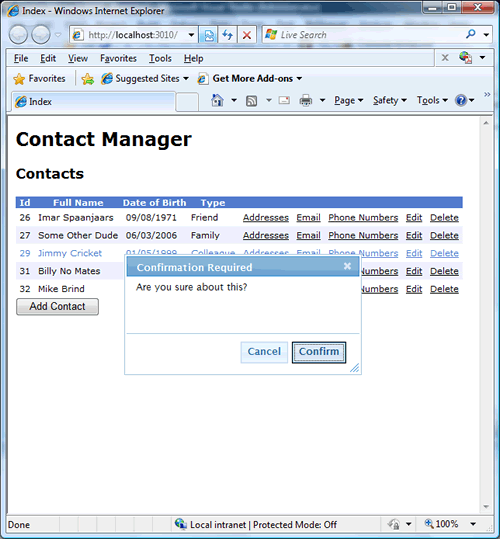 Index - Windows Internet Explorer
http://localhost:3010/
Live Search
File Edit View Favorites Tools Help
Favorites Suggested Sites Get More Add-ons
Index Page Safety Tools
Contact Manager
Contacts
Id Full Name Date of Birth Type
26 Imar Spaanjaars 09/08/1971 Friend Addresses Email Phone Numbers Edit Delete
27 Some Other Dude 06/03/2006 Family Addresses Email Phone Numbers Edit Delete
29 Jimmy Cricket 01/05/1999 Colleague Addresses Email Phone Numbers Edit Delete
31 Billy No Mates Numbers Edit Delete
32 Mike Brind Numbers Edit Delete
Confirmation Required
Are you sure about this?
Add Contact
Cancel Confirm
Done Local intranet | Protected Mode: Off 100%